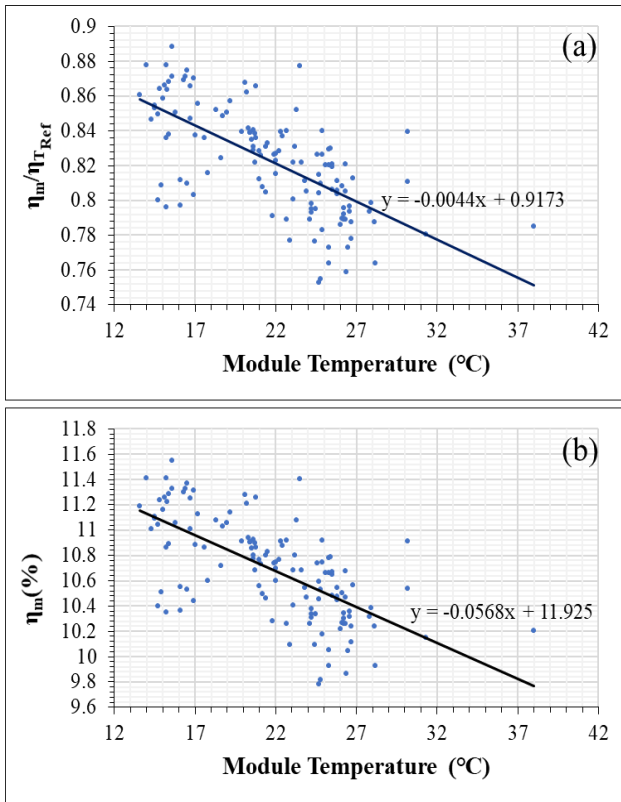 (a)
0.9
0.88
0.86
0.84
0.82
0.8
0.78
0.76
0.74
ηm/ηTRef
y = -0.0044x + 0.9173
12 17 22 27 32 37 42
Module Temperature (°C)
(b)
11.8
11.6
11.4
11.2
11
10.8
10.6
10.4
10.2
10
9.8
9.6
ηm(%)
y = -0.0568x + 11.925
12 17 22 27 32 37 42
Module Temperature (°C)